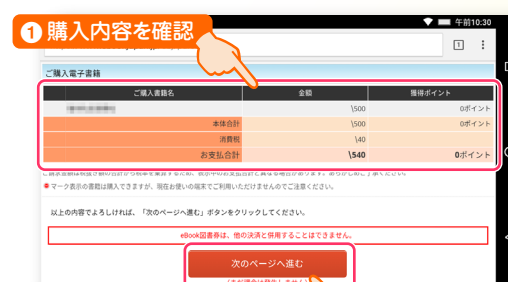 1 購入内容を確認
午前10:30
1
ご購入電子書籍
ご購入書籍名 金額 獲得ポイント
\500 0ポイント
本体合計 \500 0ポイント
消費税 \40
お支払合計 \540 0ポイント
マーク表示の書籍は購入できますが、現在お使いの端末でご利用いただけませんのでご注意ください。
以上の内容でよろしければ、「次のページへ進む」ボタンをクリックしてください。
eBook図書券は、他の決済と併用することはできません。
次のページへ進む